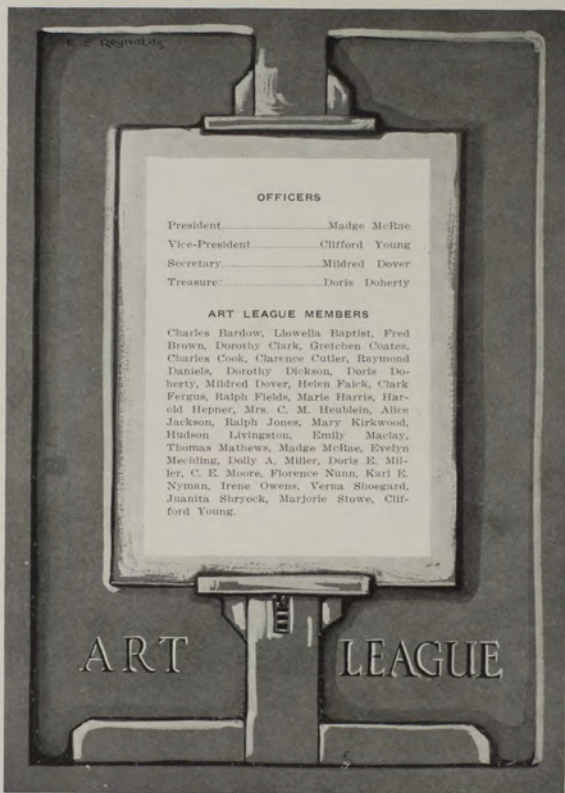 E E Reynolds
OFFICERS
President..........................Madge McRae
Vice-President..................Clifford Young
Secretary..........................Mildred Dover
Treasurer..........................Doris Doherty
ART LEAGUE MEMBERS
Charles Bardow, Llowella Baptist, Fred
Brown, Dorothy Clark, Gretchen Coates,
Charles Cook, Clarence Cutler, Raymond
Daniels, Dorothy Dickson, Doris Do-
herty, Mildred Dover, Helen Faick, Clark
Fergus, Ralph Fields, Marie Harris, Har-
old Hepner, Mrs. C. M. Heublein, Alice
Jackson, Ralph Jones, Mary Kirkwood,
Hudson Livingston, Emily Maclay,
Thomas Mathews, Madge McRae, Evelyn
Mechling, Dolly A. Miller, Doris E. Mil-
ler, C. E. Moore, Florence Nunn, Karl E.
Nyman, Irene Owens, Verna Shoegard,
Juanita Shryock, Marjorie Stowe, Clif-
ford Young.
ART LEAGUE